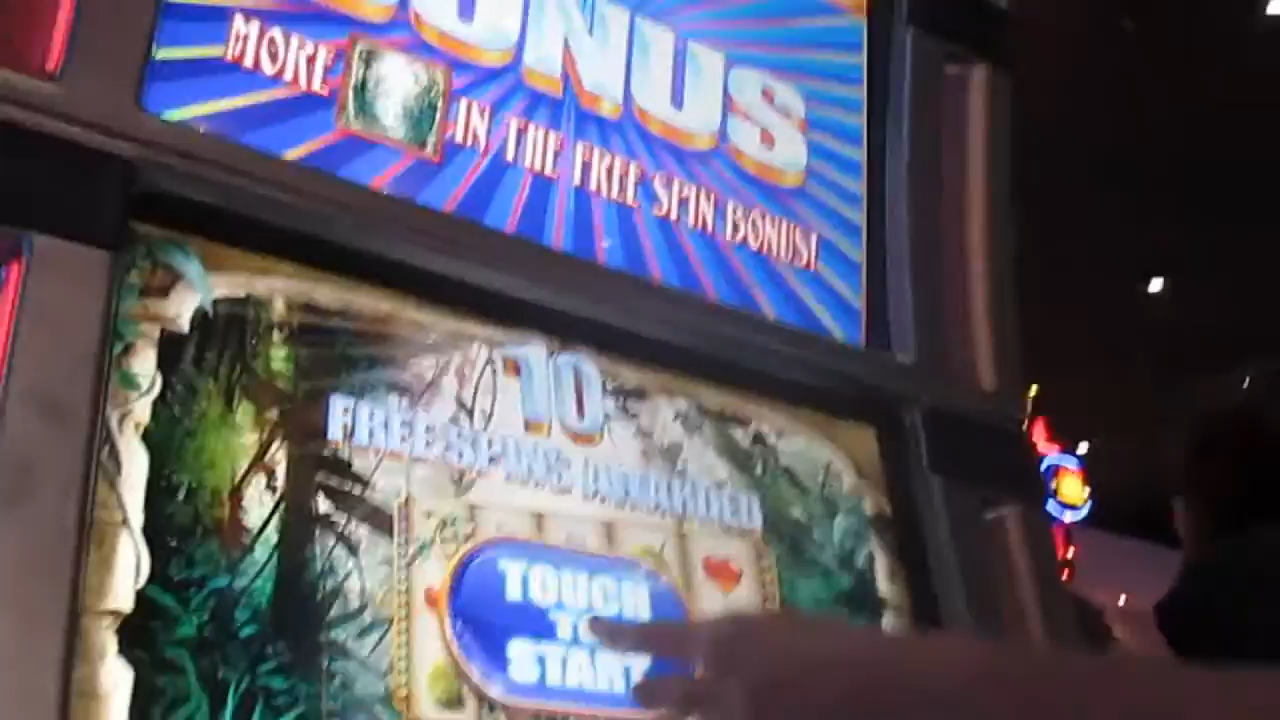 BONUS
MORE IN THE FREE SPIN BONUS!
10
FREE SPINS AWARDED
TOUCH
TO
START